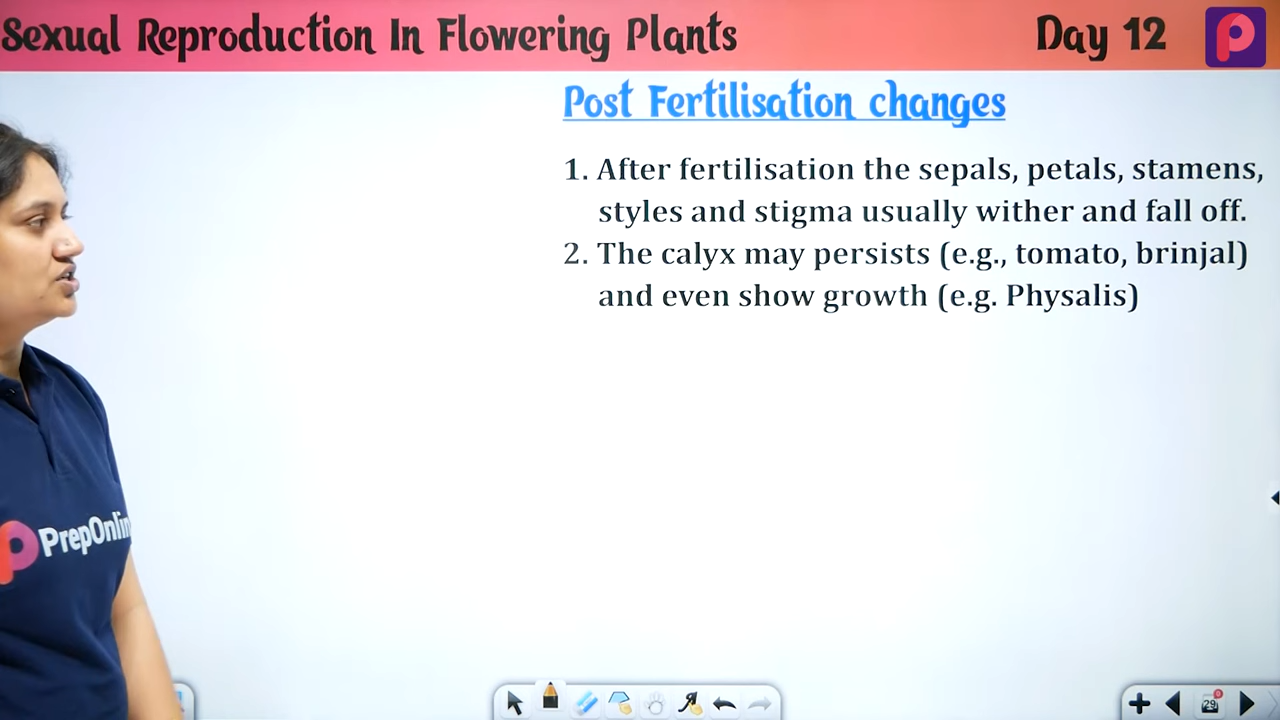 Sexual Reproduction In Flowering Plants Day 12
Post Fertilisation changes
1. After fertilisation the sepals, petals, stamens,
styles and stigma usually wither and fall off.
2. The calyx may persists (e.g., tomato, brinjal)
and even show growth (e.g. Physalis)
PrepOnlin
29